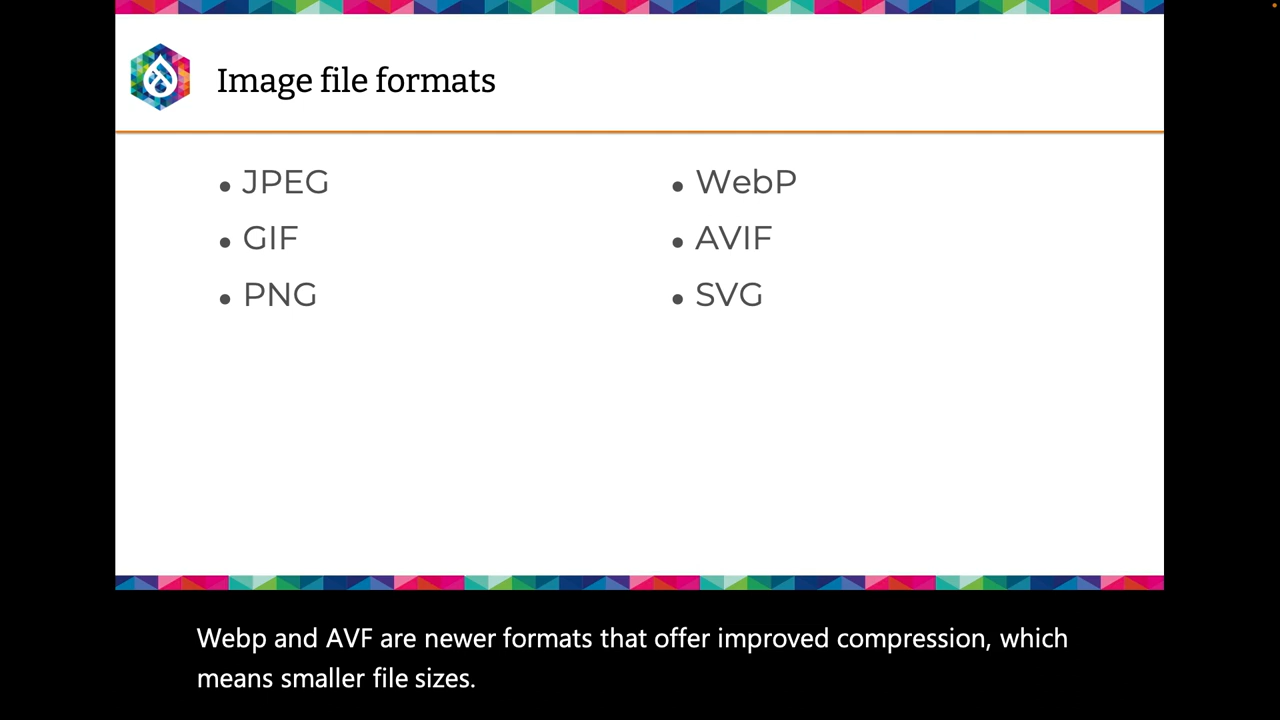 Image file formats
• JPEG
• GIF
• PNG
• WebP
• AVIF
• SVG
Webp and AVF are newer formats that offer improved compression, which
means smaller file sizes.